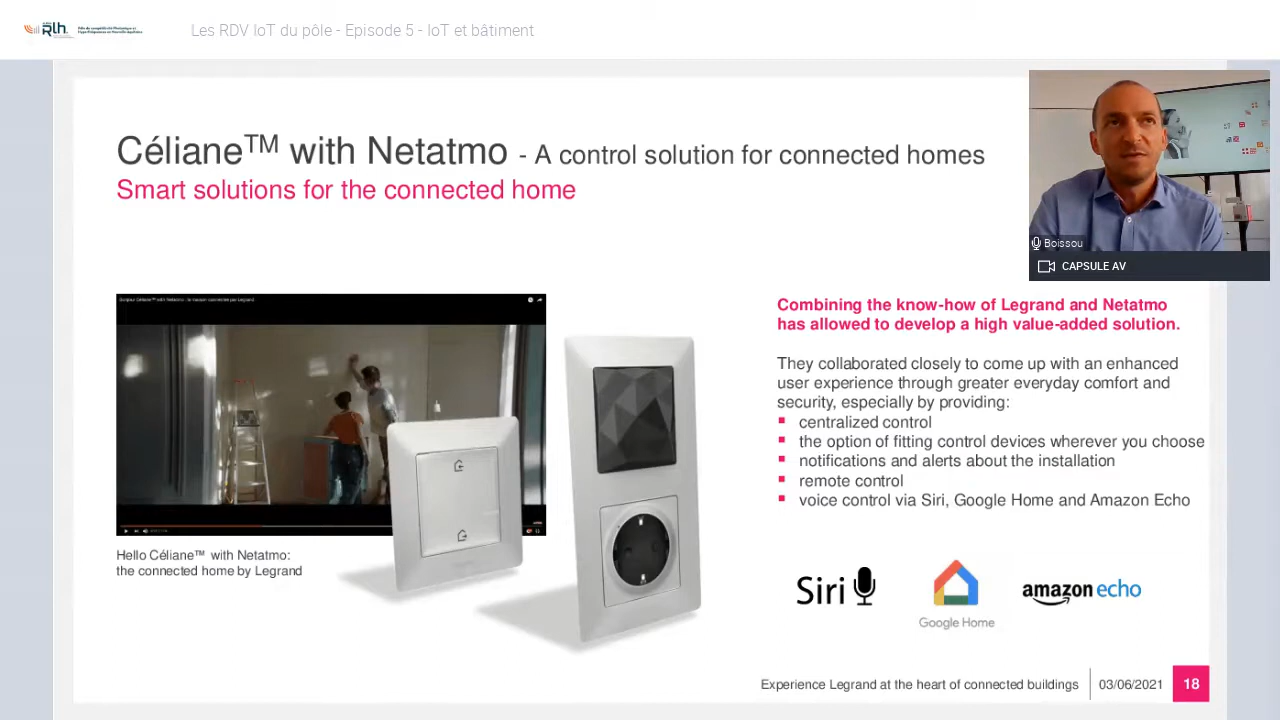 Rlh
Les RDV IoT du pôle - Episode 5 - IoT et bâtiment
Céliane™ with Netatmo - A control solution for connected homes
Smart solutions for the connected home
Boissou
CAPSULE AV
Combining the know-how of Legrand and Netatmo
has allowed to develop a high value-added solution.
They collaborated closely to come up with an enhanced
user experience through greater everyday comfort and
security, especially by providing:
▪ centralized control
▪ the option of fitting control devices wherever you choose
▪ notifications and alerts about the installation
▪ remote control
▪ voice control via Siri, Google Home and Amazon Echo
Hello Céliane™ with Netatmo:
the connected home by Legrand
Siri
Google Home
amazon echo
Experience Legrand at the heart of connected buildings
03/06/2021
18